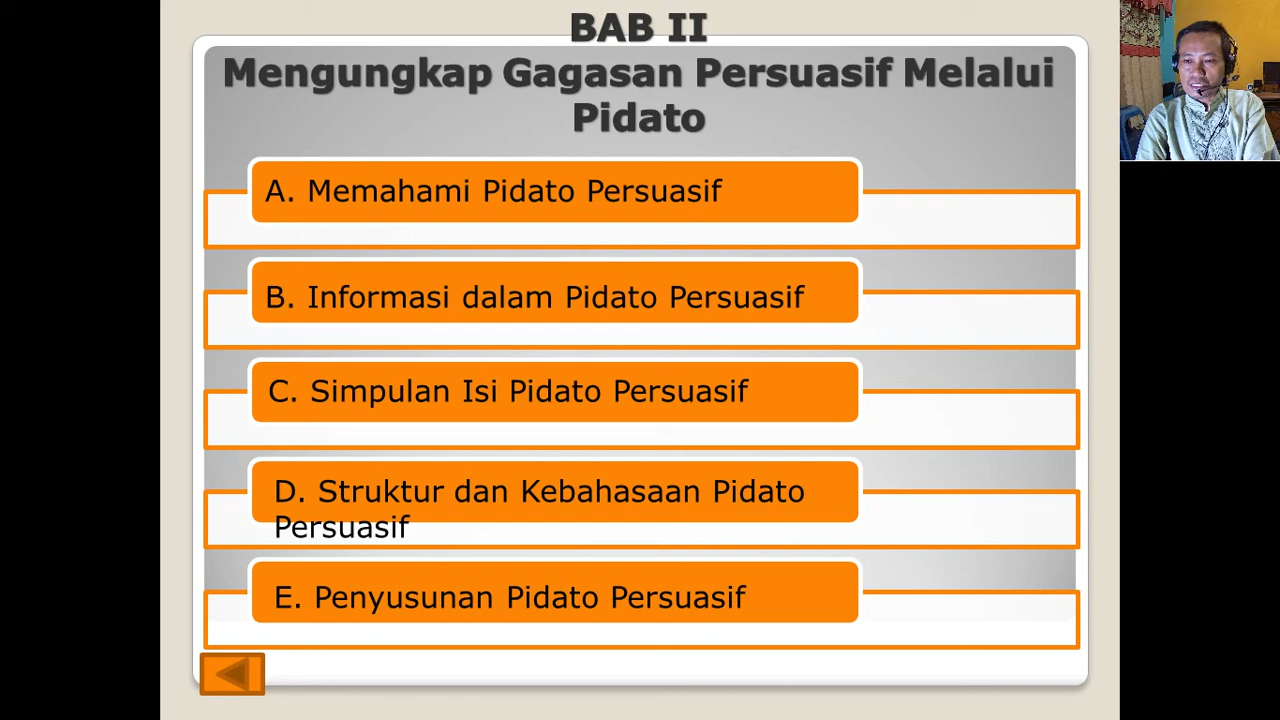 BAB II
Mengungkap Gagasan Persuasif Melalui
Pidato
A. Memahami Pidato Persuasif
B. Informasi dalam Pidato Persuasif
C. Simpulan Isi Pidato Persuasif
D. Struktur dan Kebahasaan Pidato
Persuasif
E. Penyusunan Pidato Persuasif